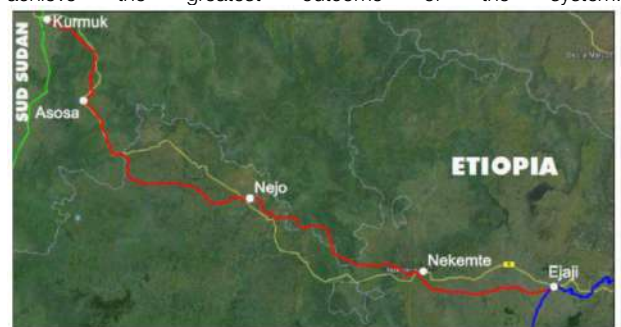 achieve the greatest outcome of the system.
Kurmuk
SUD SUDAN
Asosa
ETIOPIA
Nejo
Nekemte
Ejaji